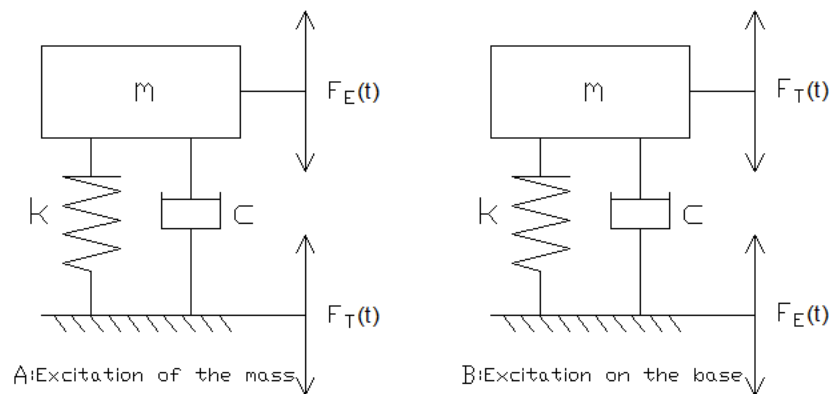 m
F_E(t)
k
c
F_T(t)
A:Excitation of the mass
m
F_T(t)
k
c
F_E(t)
B:Excitation on the base